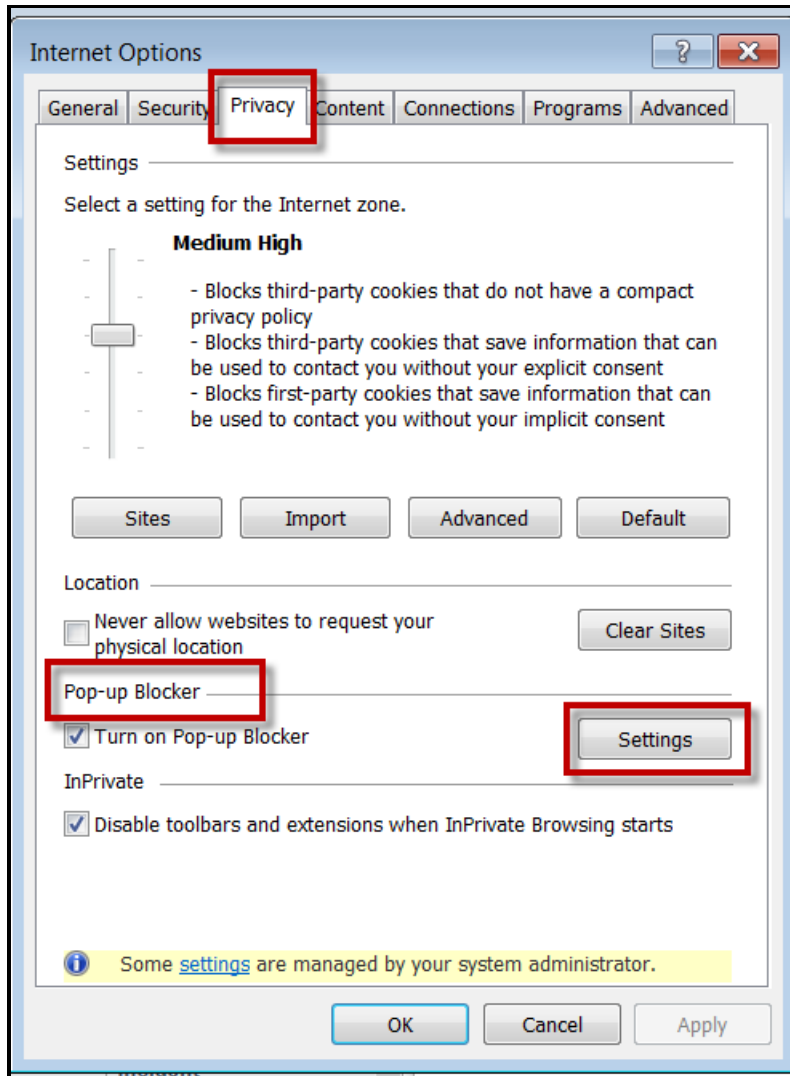 Internet Options
General Security Privacy Content Connections Programs Advanced
Settings
Select a setting for the Internet zone.
Medium High
- Blocks third-party cookies that do not have a compact
privacy policy
- Blocks third-party cookies that save information that can
be used to contact you without your explicit consent
- Blocks first-party cookies that save information that can
be used to contact you without your implicit consent
Sites Import Advanced Default
Location
Never allow websites to request your
physical location
Clear Sites
Pop-up Blocker
Turn on Pop-up Blocker
Settings
InPrivate
Disable toolbars and extensions when InPrivate Browsing starts
Some settings are managed by your system administrator.
OK Cancel Apply